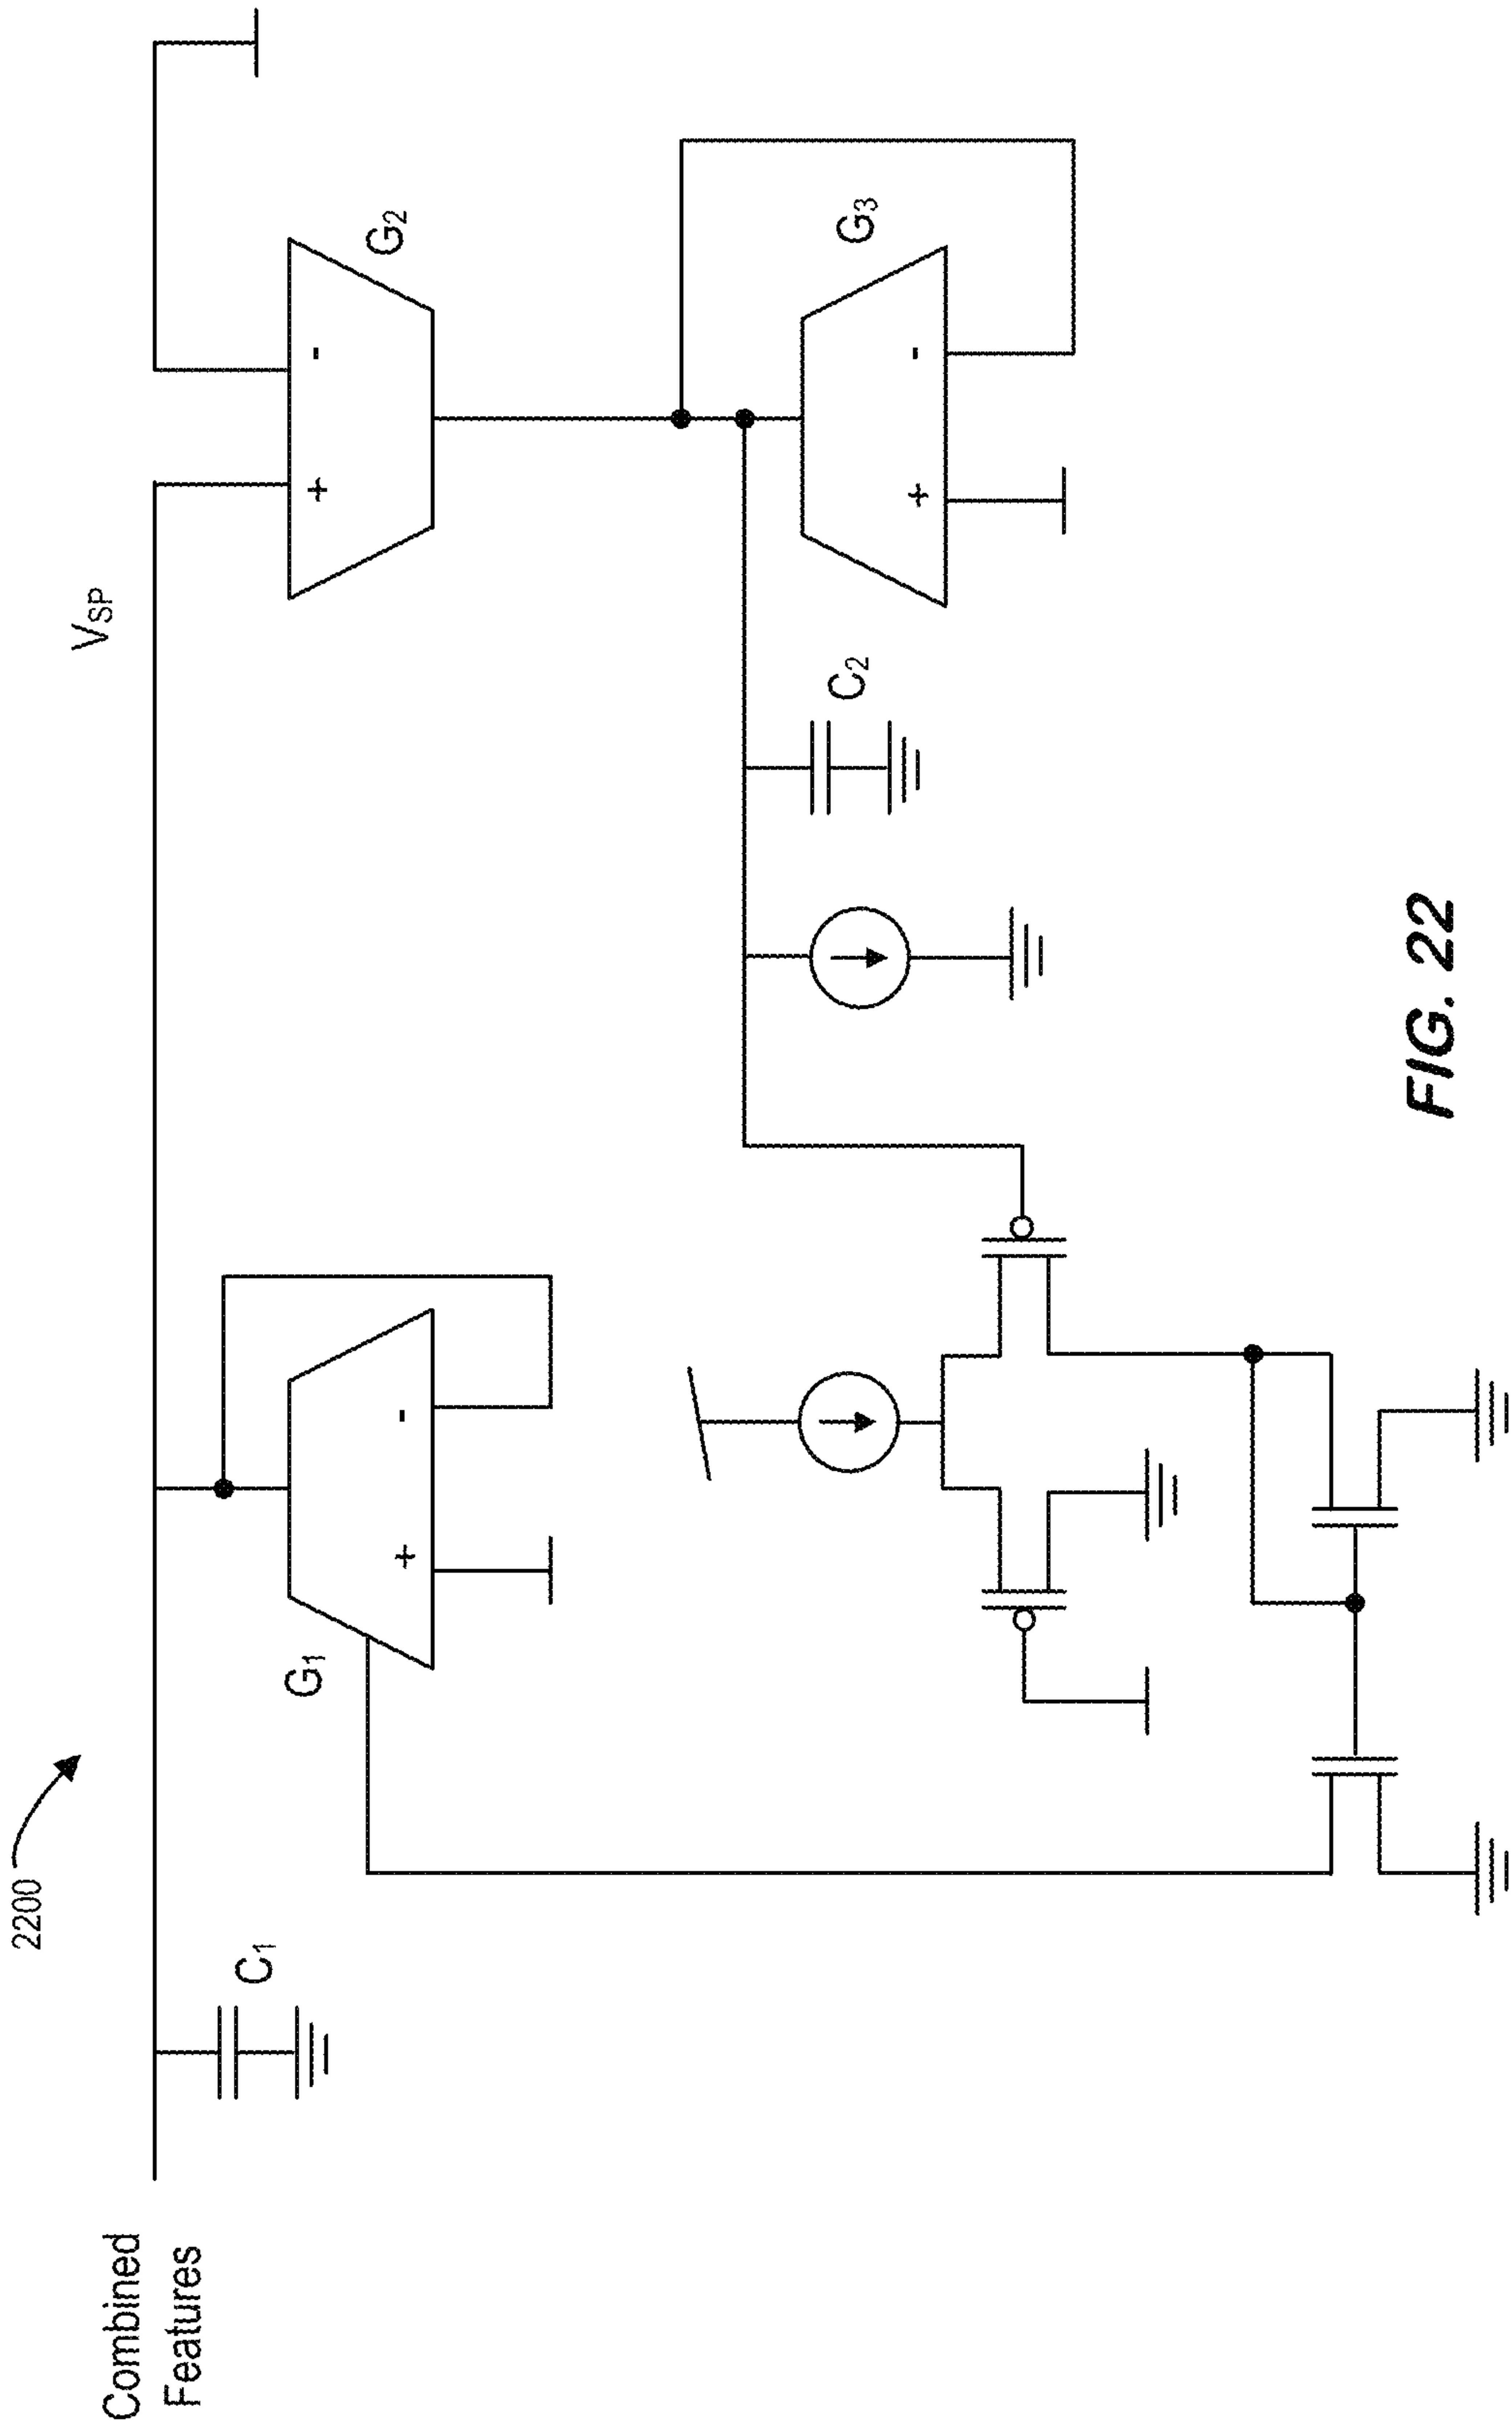 2200
Combined
Features
C1
G1
+
-
VSP
+
-
G2
C2
G3
+
-
FIG. 22